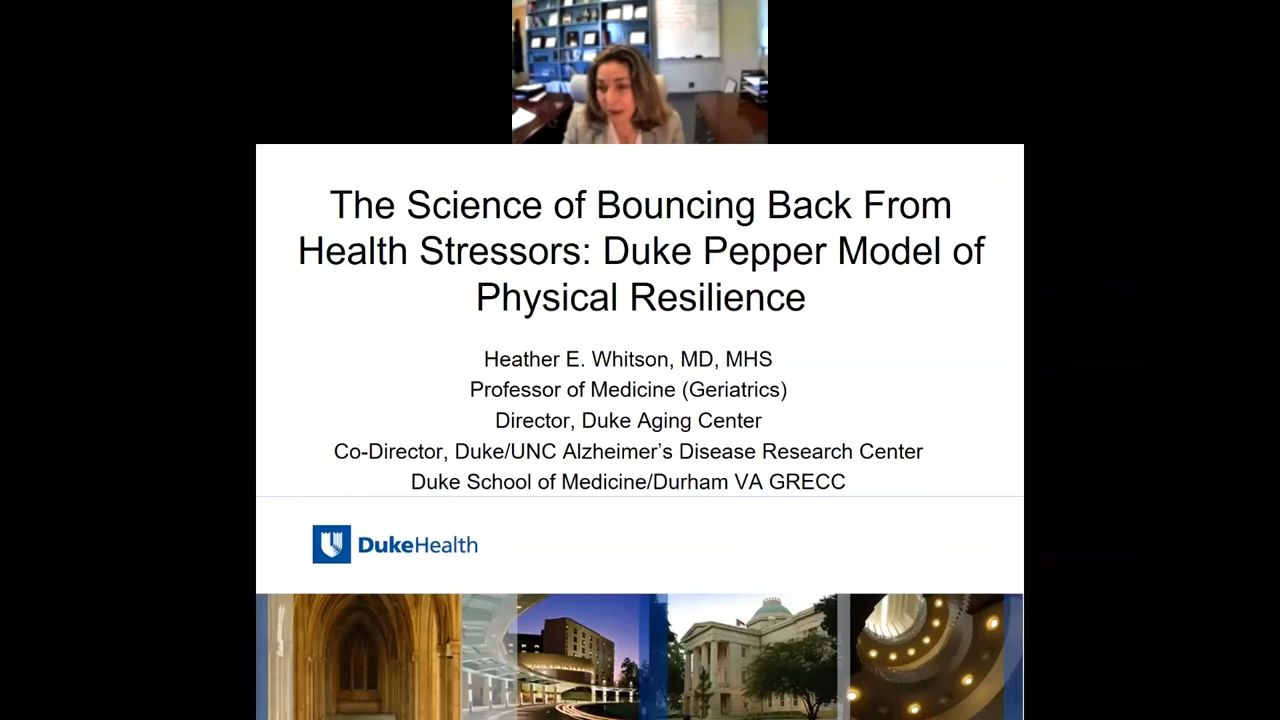 The Science of Bouncing Back From
Health Stressors: Duke Pepper Model of
Physical Resilience
Heather E. Whitson, MD, MHS
Professor of Medicine (Geriatrics)
Director, Duke Aging Center
Co-Director, Duke/UNC Alzheimer’s Disease Research Center
Duke School of Medicine/Durham VA GRECC
DukeHealth